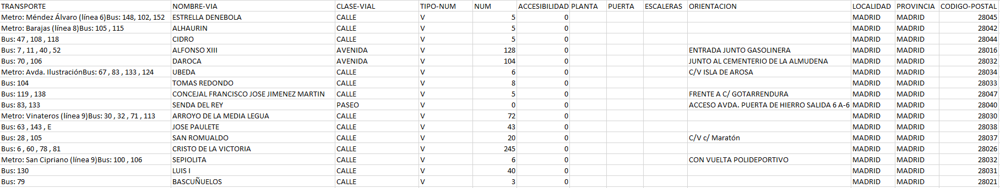 TRANSPORTE NOMBRE-VIA CLASE-VIAL TIPO-NUM NUM ACCESIBILIDAD PLANTA PUERTA ESCALERAS ORIENTACION LOCALIDAD PROVINCIA CODIGO-POSTAL
Metro: Méndez Álvaro (línea 6)Bus: 148, 102, 152 ESTRELLA DENEBOLA CALLE V 5 0 MADRID MADRID 28045
Metro: Barajas (línea 8)Bus: 105 , 115 ALHAURIN CALLE V 5 0 MADRID MADRID 28042
Bus: 47 , 108 , 118 CIDRO CALLE V 5 0 MADRID MADRID 28044
Bus: 7 , 11 , 40 , 52 ALFONSO XIII AVENIDA V 128 0 ENTRADA JUNTO GASOLINERA MADRID MADRID 28016
Bus: 70 , 106 DAROCA AVENIDA V 104 0 JUNTO AL CEMENTERIO DE LA ALMUDENA MADRID MADRID 28032
Metro: Avda. IlustraciónBus: 67 , 83 , 133 , 124 UBEDA CALLE V 6 0 C/V ISLA DE AROSA MADRID MADRID 28034
Bus: 104 TOMAS REDONDO CALLE V 8 0 MADRID MADRID 28033
Bus: 119 , 138 CONCEJAL FRANCISCO JOSE JIMENEZ MARTIN CALLE V 5 0 FRENTE A C/ GOTARRENDURA MADRID MADRID 28047
Bus: 83, 133 SENDA DEL REY PASEO V 0 0 ACCESO AVDA. PUERTA DE HIERRO SALIDA 6 A-6 MADRID MADRID 28040
Metro: Vinateros (línea 9)Bus: 30 , 32 , 71 , 113 ARROYO DE LA MEDIA LEGUA CALLE V 72 0 MADRID MADRID 28030
Bus: 63 , 143 , E JOSE PAULETE CALLE V 43 0 MADRID MADRID 28038
Bus: 28 , 105 SAN ROMUALDO CALLE V 20 0 C/V c/ Maratón MADRID MADRID 28037
Bus: 6 , 60 , 78 , 81 CRISTO DE LA VICTORIA CALLE V 245 0 MADRID MADRID 28026
Metro: San Cipriano (línea 9)Bus: 100 , 106 SEPIOLITA CALLE V 6 0 CON VUELTA POLIDEPORTIVO MADRID MADRID 28032
Bus: 130 LUIS I CALLE V 40 0 MADRID MADRID 28031
Bus: 79 BASCUÑUELOS CALLE V 3 0 MADRID MADRID 28021